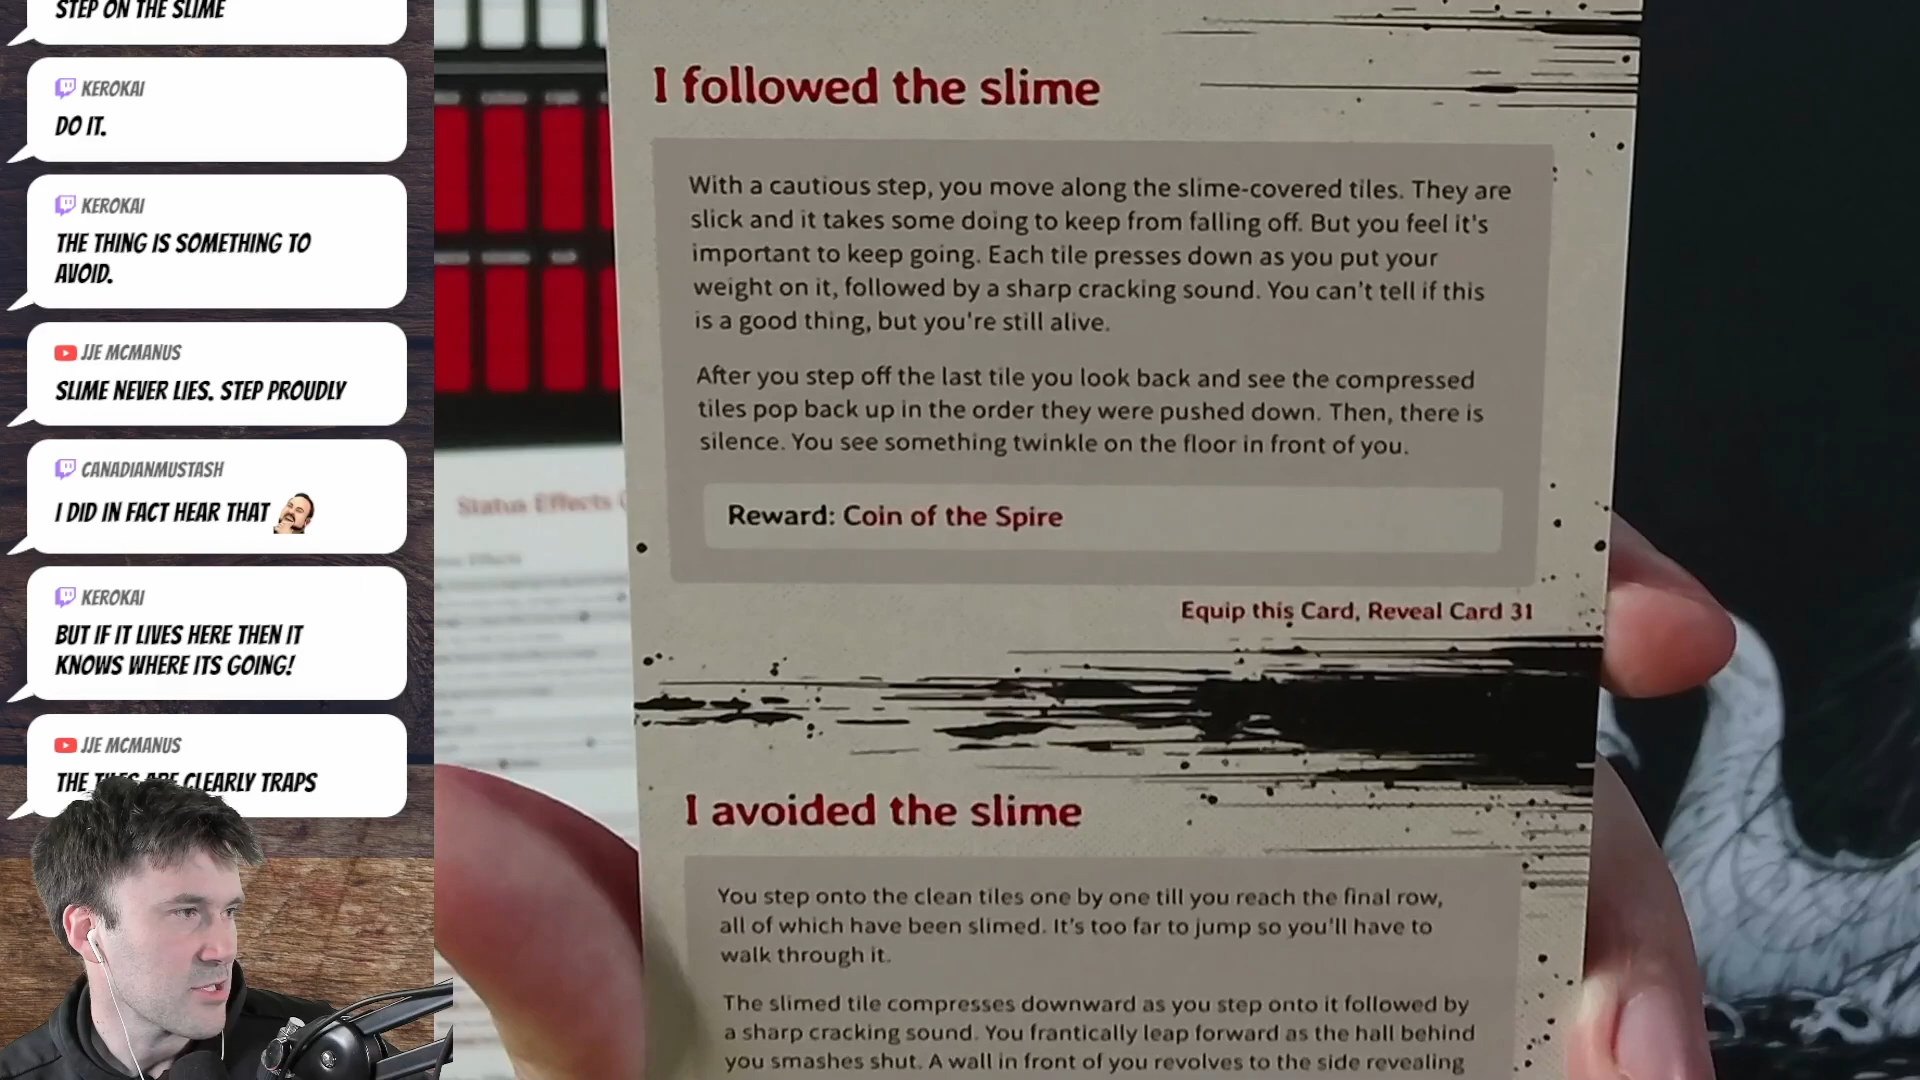 STEP ON THE SLIME
KEROKAI
DO IT.
KEROKAI
THE THING IS SOMETHING TO
AVOID.
JJE MCMANUS
SLIME NEVER LIES. STEP PROUDLY
CANADIANMUSTASH
I DID IN FACT HEAR THAT
KEROKAI
BUT IF IT LIVES HERE THEN IT
KNOWS WHERE ITS GOING!
JJE MCMANUS
THE TILES ARE CLEARLY TRAPS
I followed the slime
With a cautious step, you move along the slime-covered tiles. They are
slick and it takes some doing to keep from falling off. But you feel it's
important to keep going. Each tile presses down as you put your
weight on it, followed by a sharp cracking sound. You can't tell if this
is a good thing, but you're still alive.
After you step off the last tile you look back and see the compressed
tiles pop back up in the order they were pushed down. Then, there is
silence. You see something twinkle on the floor in front of you.
Reward: Coin of the Spire
Equip this Card, Reveal Card 31
I avoided the slime
You step onto the clean tiles one by one till you reach the final row,
all of which have been slimed. It's too far to jump so you'll have to
walk through it.
The slimed tile compresses downward as you step onto it followed by
a sharp cracking sound. You frantically leap forward as the hall behind
you smashes shut. A wall in front of you revolves to the side revealing
Status Effects